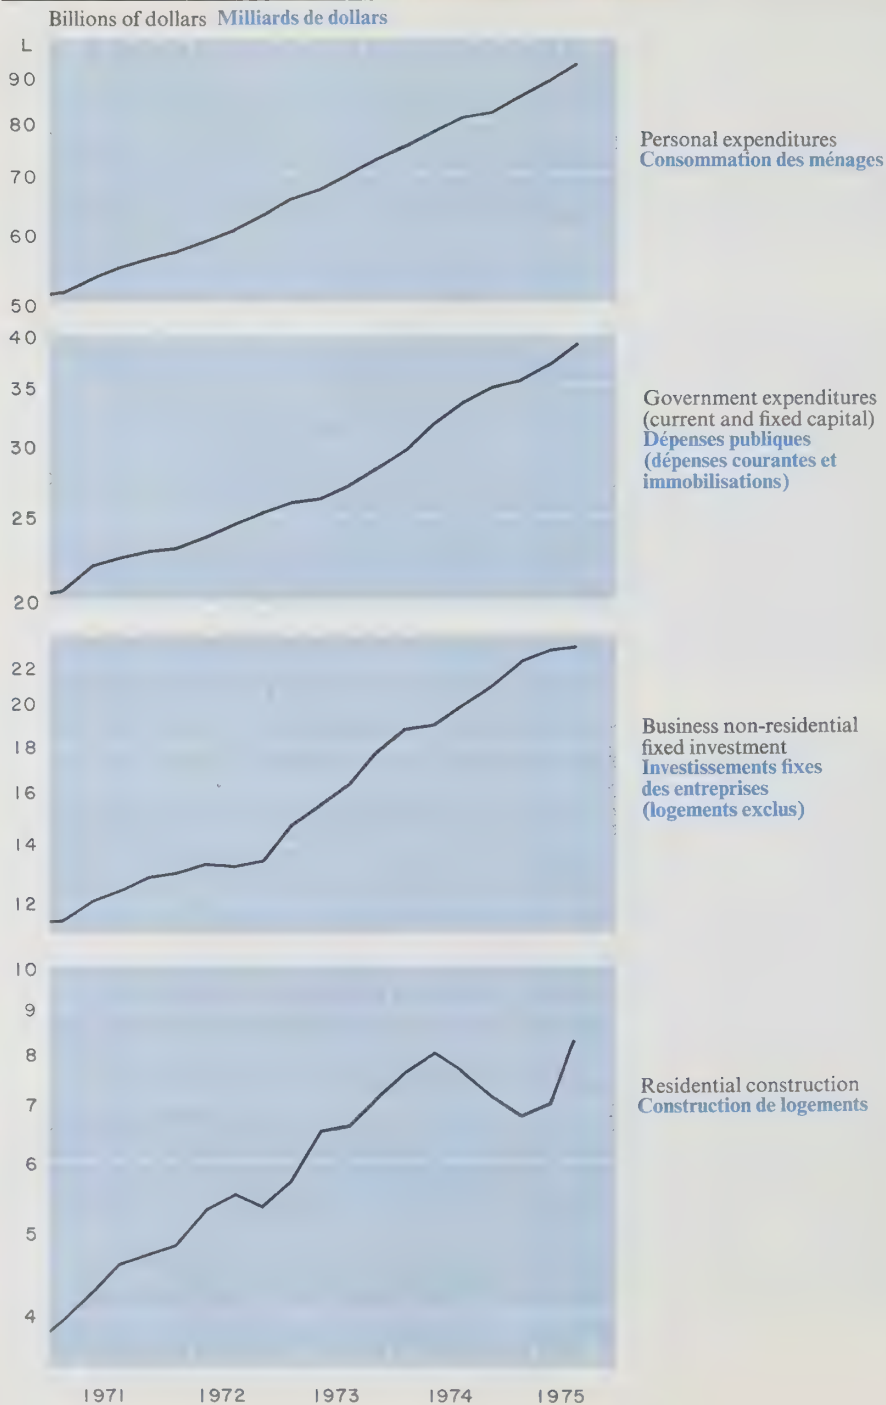 Billions of dollars Milliards de dollars
L
90
80
70
60
50
Personal expenditures
Consommation des ménages
40
35
30
25
20
Government expenditures
(current and fixed capital)
Dépenses publiques
(dépenses courantes et
immobilisations)
22
20
18
16
14
12
Business non-residential
fixed investment
Investissements fixes
des entreprises
(logements exclus)
10
9
8
7
6
5
4
Residential construction
Construction de logements
1971 1972 1973 1974 1975